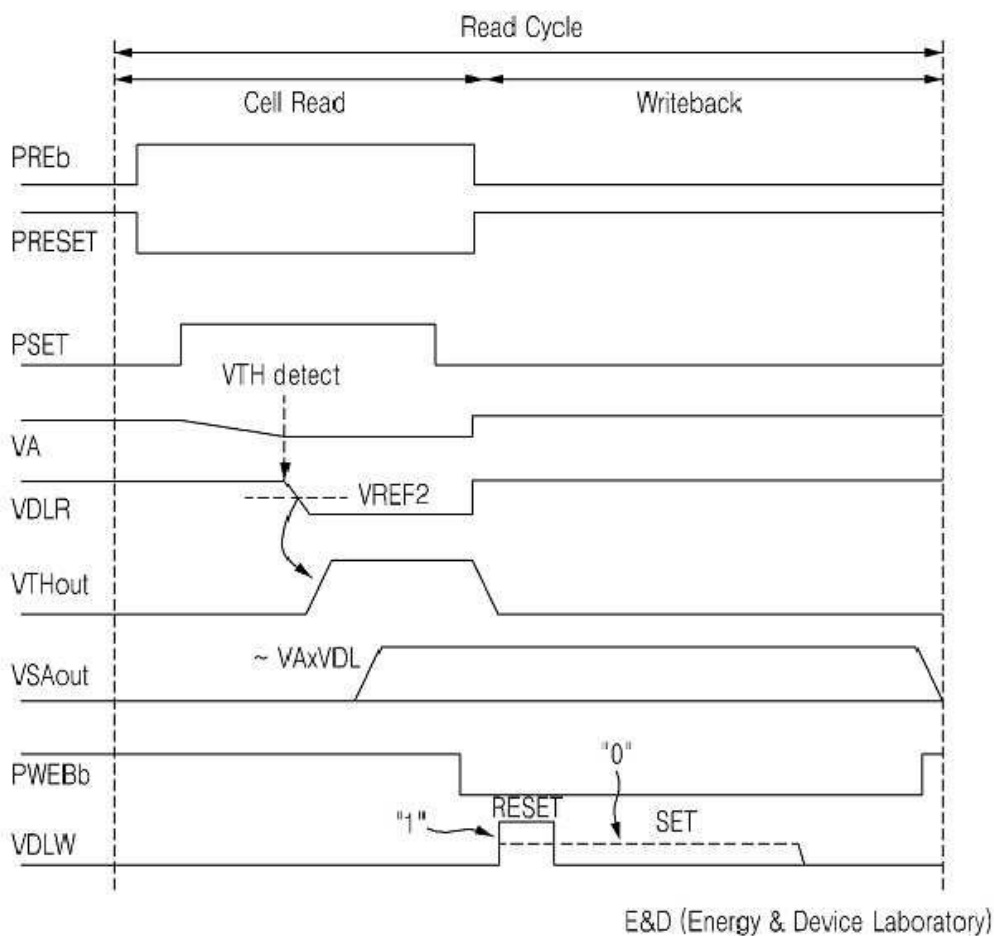 Read Cycle
Cell Read
Writeback
PREb
PRESET
PSET
VTH detect
VA
VREF2
VDLR
VTHout
~ VAxVDL
VSAout
"0"
PWEBb
RESET
"1"
SET
VDLW
E&D (Energy & Device Laboratory)